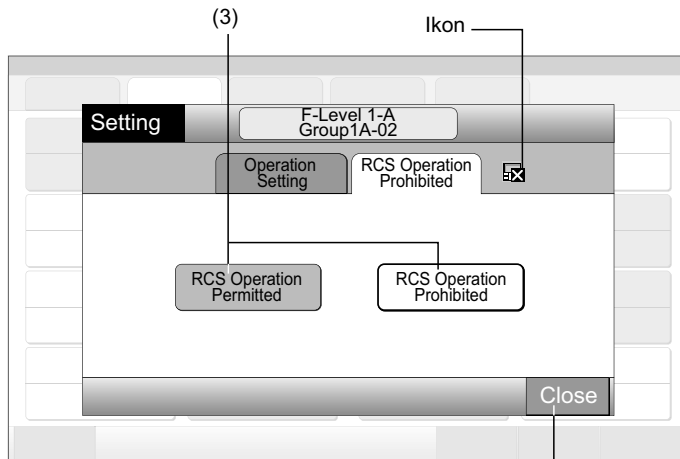 (3)
Ikon
Setting
F-Level 1-A
Group1A-02
Operation
Setting
RCS Operation
Prohibited
RCS Operation
Permitted
RCS Operation
Prohibited
Close